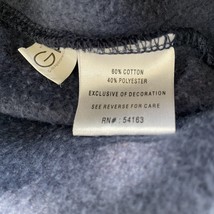 G
60% COTTON
40% POLYESTER
EXCLUSIVE OF DECORATION
SEE REVERSE FOR CARE
RN# : 54163